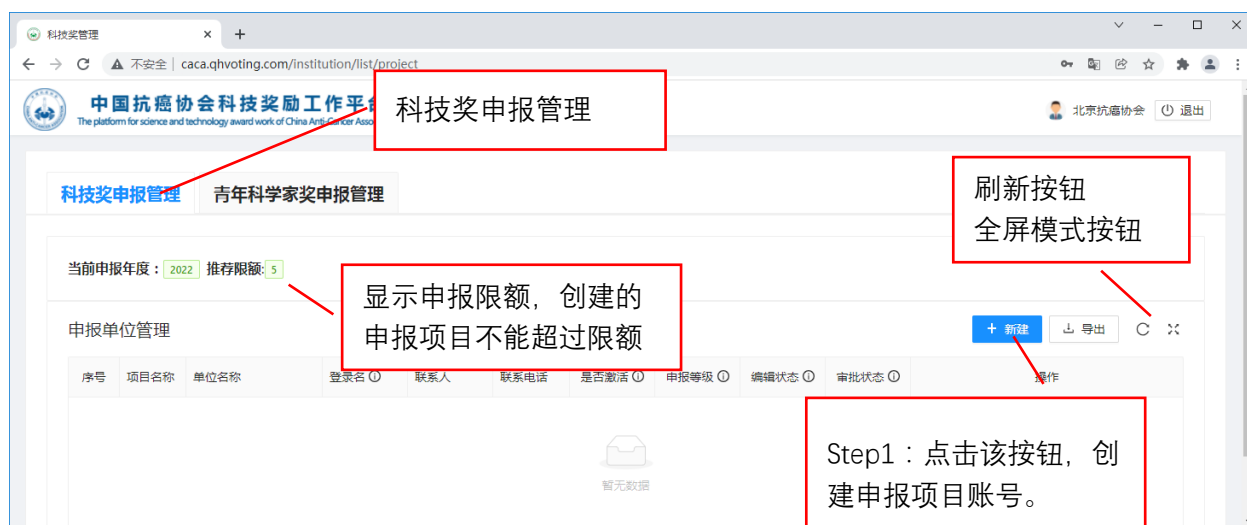 科技奖管理
不安全 | caca.qhvoting.com/institution/list/project
中国抗癌协会科技奖励工作平台
The platform for science and technology award work of China Anti-Cancer Asso
科技奖申报管理
北京抗癌协会 退出
科技奖申报管理 青年科学家奖申报管理
刷新按钮
全屏模式按钮
当前申报年度： 2022 推荐限额: 5
显示申报限额，创建的
申报项目不能超过限额
申报单位管理
+ 新建 导出
序号 项目名称 单位名称 登录名 联系人 联系电话 是否激活 申报等级 编辑状态 审批状态 操作
暂无数据
Step1：点击该按钮，创
建申报项目账号。